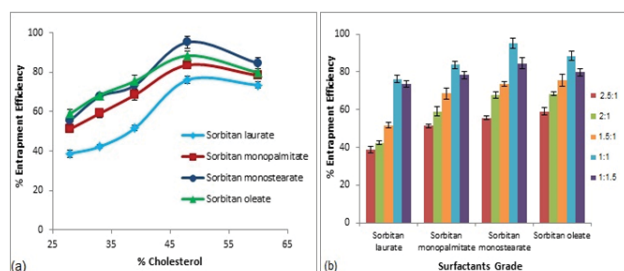 100
80
60
40
20
0
% Entrapment Efficiency
Sorbitan laurate
Sorbitan monopalmitate
Sorbitan monostearate
Sorbitan oleate
25 35 45 55 65
% Cholesterol
(a)
100
80
60
40
20
0
% Entrapment Efficiency
2.5:1
2:1
1.5:1
1:1
1:1.5
Sorbitan laurate
Sorbitan monopalmitate
Sorbitan monostearate
Sorbitan oleate
Surfactants Grade
(b)